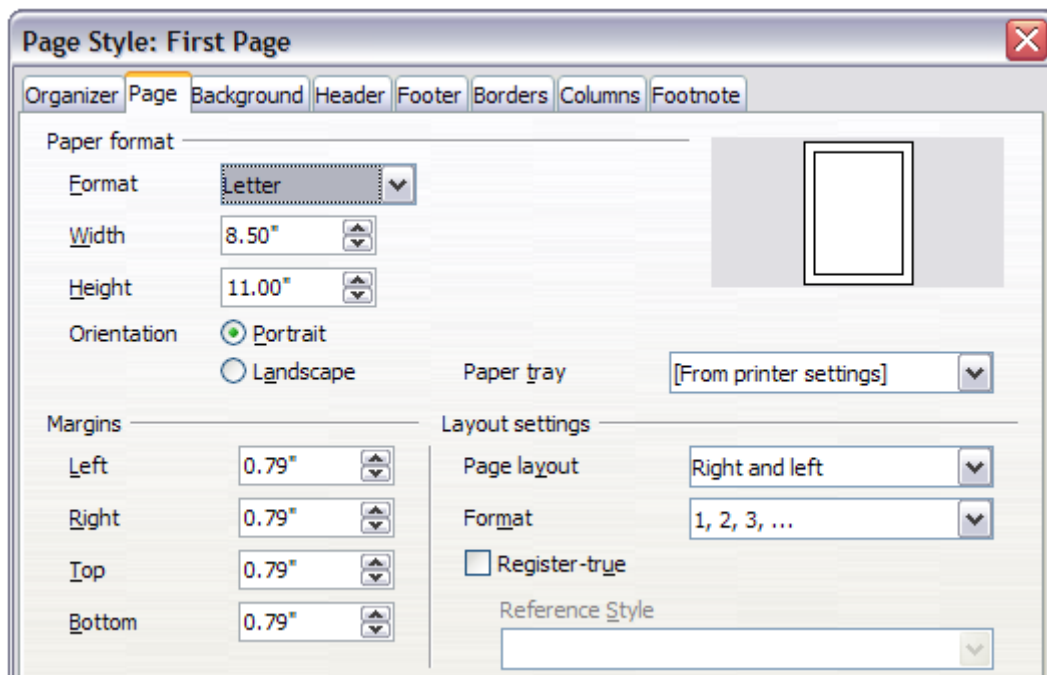 Page Style: First Page
Organizer Page Background Header Footer Borders Columns Footnote
Paper format
Format Letter
Width 8.50"
Height 11.00"
Orientation Portrait
Landscape Paper tray [From printer settings]
Margins Layout settings
Left 0.79" Page layout Right and left
Right 0.79" Format 1, 2, 3, ...
Top 0.79" Register-true
Bottom 0.79" Reference Style